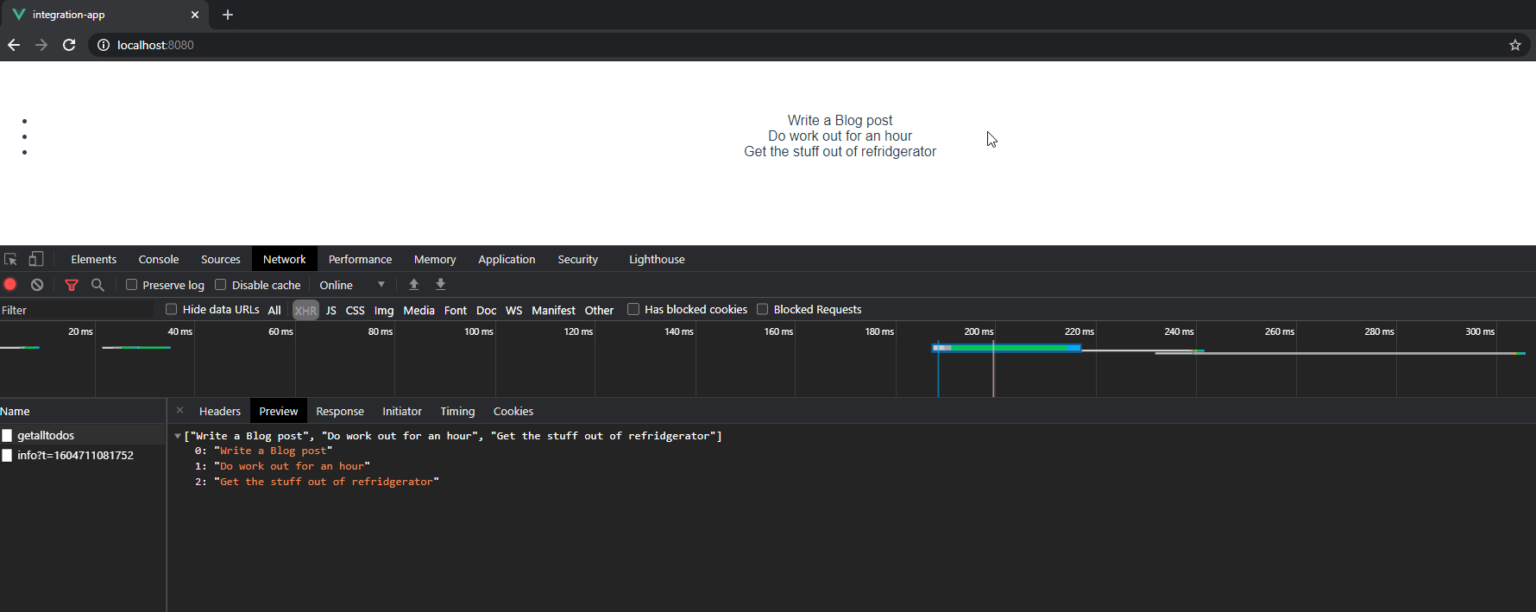 integration-app
localhost:8080
Write a Blog post
Do work out for an hour
Get the stuff out of refridgerator
Elements Console Sources Network Performance Memory Application Security Lighthouse
Preserve log Disable cache Online
Filter Hide data URLs All XHR JS CSS Img Media Font Doc WS Manifest Other Has blocked cookies Blocked Requests
20 ms 40 ms 60 ms 80 ms 100 ms 120 ms 140 ms 160 ms 180 ms 200 ms 220 ms 240 ms 260 ms 280 ms 300 ms
Name Headers Preview Response Initiator Timing Cookies
getalltodos
info?t=1604711081752
["Write a Blog post", "Do work out for an hour", "Get the stuff out of refridgerator"]
0: "Write a Blog post"
1: "Do work out for an hour"
2: "Get the stuff out of refridgerator"